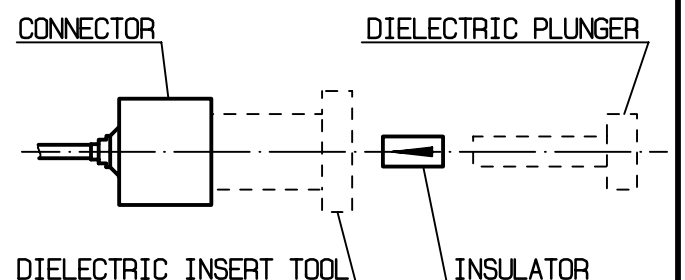 CONNECTOR
DIELECTRIC PLUNGER
DIELECTRIC INSERT TOOL
INSULATOR